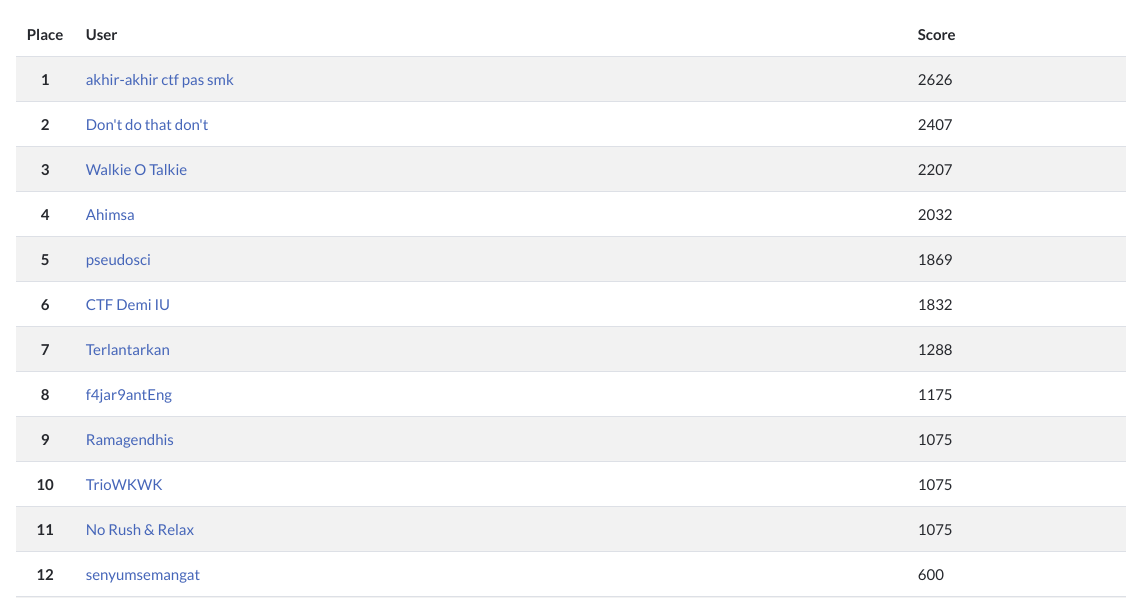 Place User Score
1 akhir-akhir ctf pas smk 2626
2 Don't do that don't 2407
3 Walkie O Talkie 2207
4 Ahimsa 2032
5 pseudosci 1869
6 CTF Demi IU 1832
7 Terlantarkan 1288
8 f4jar9antEng 1175
9 Ramagendhis 1075
10 TrioWKWK 1075
11 No Rush & Relax 1075
12 senyumsemangat 600